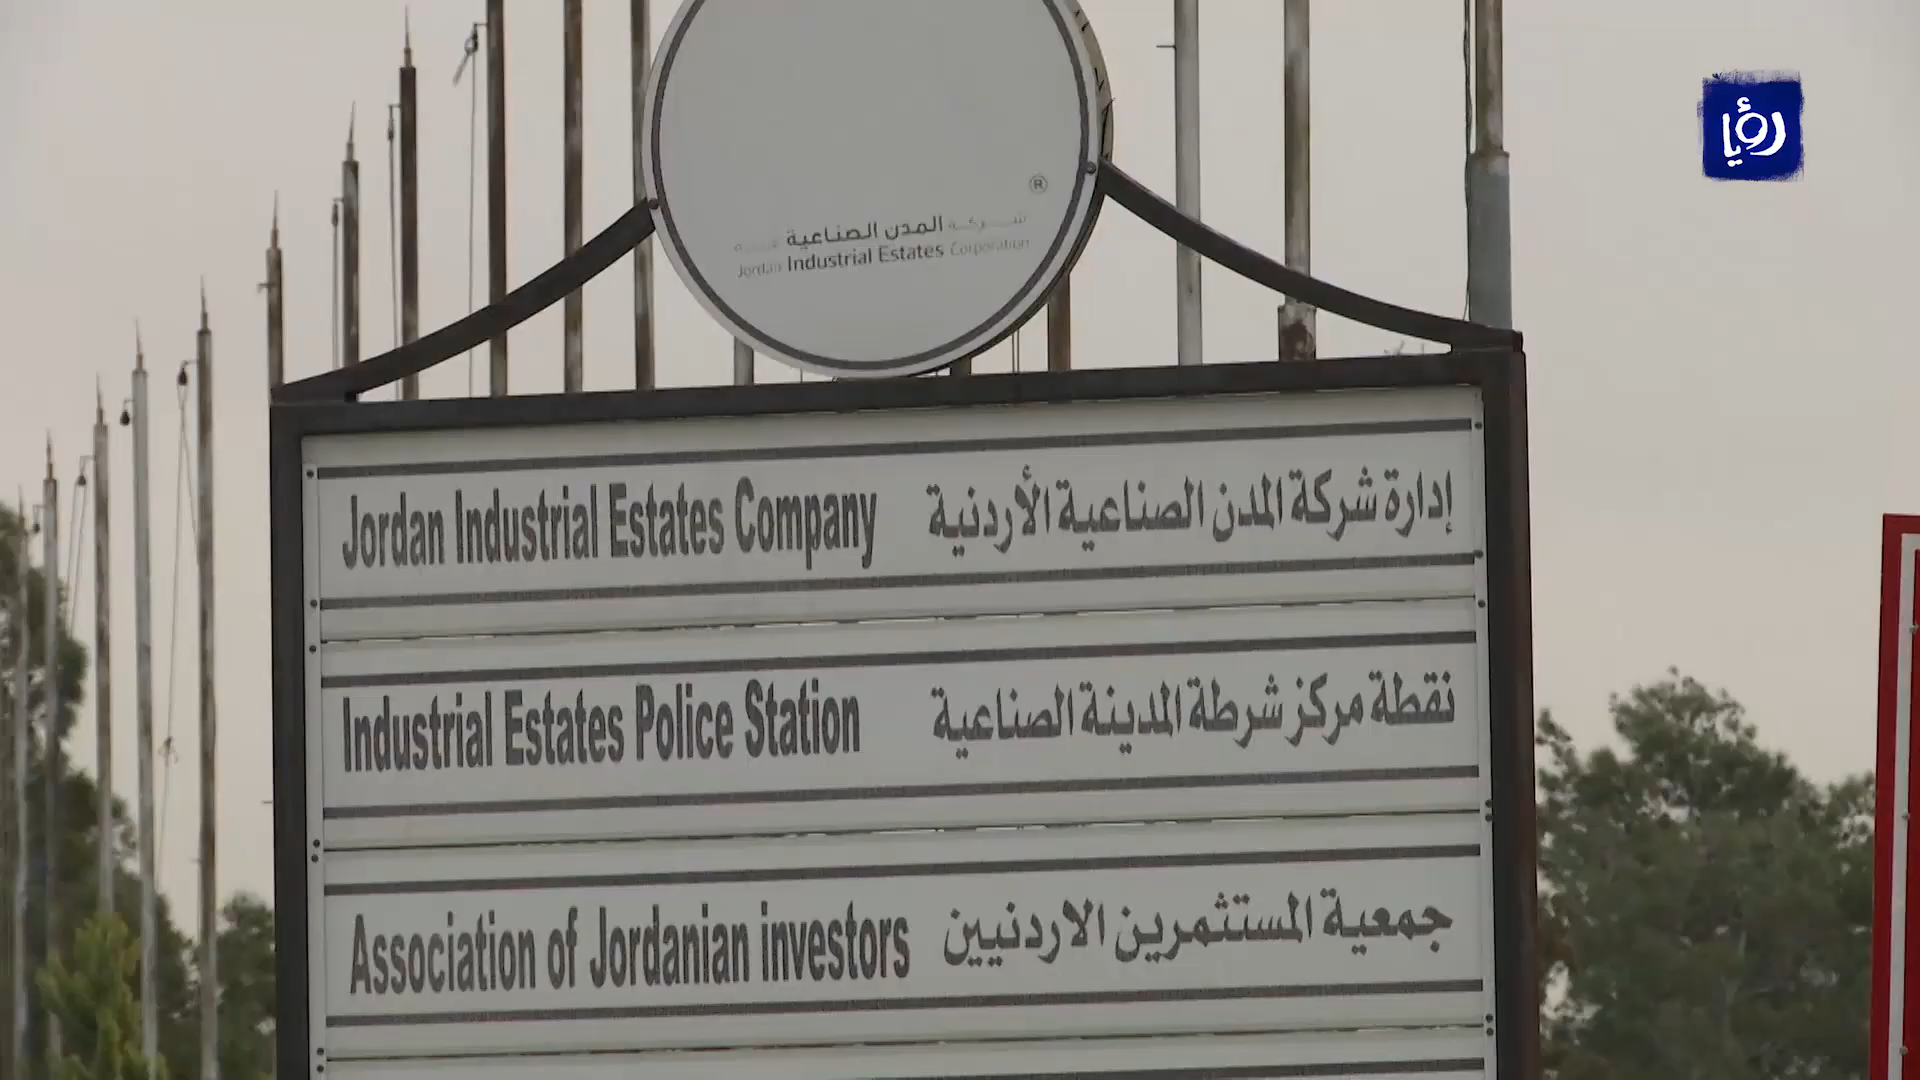 رؤيا
®
شركة المدن الصناعية
Jordan Industrial Estates Corporation
Jordan Industrial Estates Company إدارة شركة المدن الصناعية الأردنية
Industrial Estates Police Station نقطة مركز شرطة المدينة الصناعية
Association of Jordanian investors جمعية المستثمرين الاردنيين